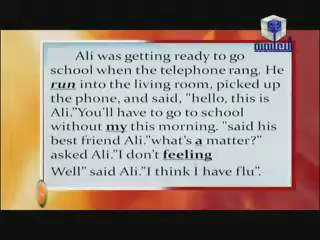 Ali was getting ready to go
school when the telephone rang. He
run into the living room, picked up
the phone, and said, "hello, this is
Ali."You'll have to go to school
without my this morning. "said his
best friend Ali."what's a matter?"
asked Ali."I don't feeling
Well" said Ali."I think I have flu".